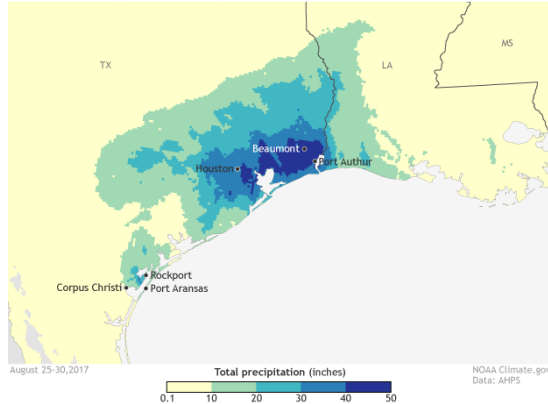 TX
LA
MS
Beaumont
Houston
Port Authur
Rockport
Corpus Christi
Port Aransas
August 25-30,2017
Total precipitation (inches)
0.1 10 20 30 40 50
NOAA Climate.gov
Data: AHPS